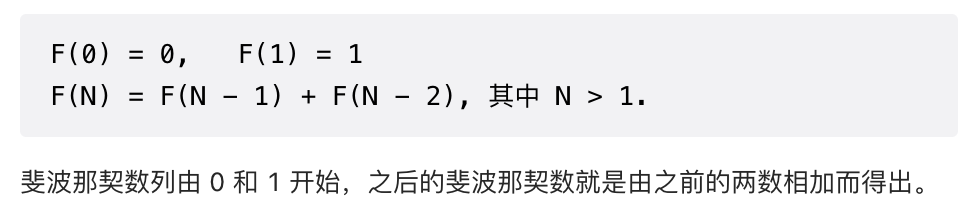 F(0) = 0,   F(1) = 1
F(N) = F(N - 1) + F(N - 2), 其中 N > 1.
斐波那契数列由 0 和 1 开始，之后的斐波那契数就是由之前的两数相加而得出。